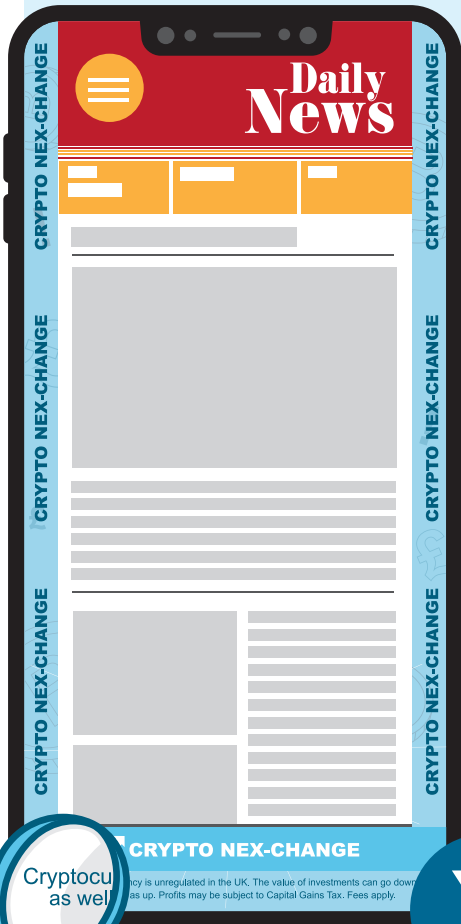 Daily
News
CRYPTO NEX-CHANGE
CRYPTO NEX-CHANGE
CRYPTO NEX-CHANGE
CRYPTO NEX-CHANGE
CRYPTO NEX-CHANGE
CRYPTO NEX-CHANGE
CRYPTO NEX-CHANGE
Cryptocu
as well
ncy is unregulated in the UK. The value of investments can go down
as up. Profits may be subject to Capital Gains Tax. Fees apply.